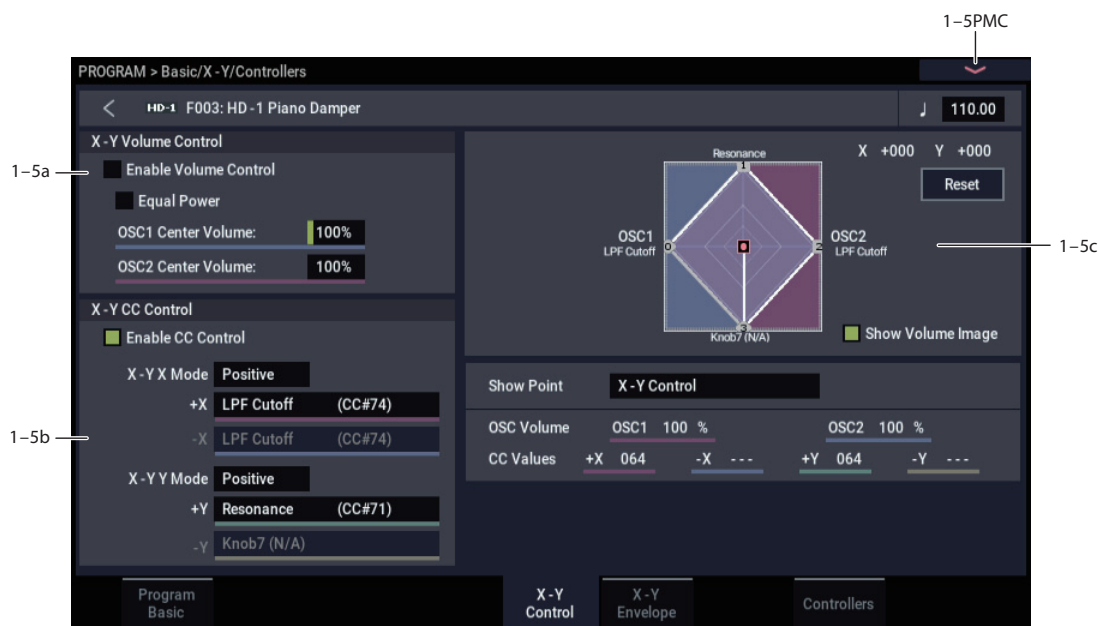 1–5PMC
PROGRAM > Basic/X-Y/Controllers
HD-1 F003: HD-1 Piano Damper
♩ 110.00
X-Y Volume Control
1–5a
Enable Volume Control
Equal Power
OSC1 Center Volume: 100%
OSC2 Center Volume: 100%
X-Y CC Control
Enable CC Control
X-Y X Mode Positive
+X LPF Cutoff (CC#74)
1–5b
-X LPF Cutoff (CC#74)
X-Y Y Mode Positive
+Y Resonance (CC#71)
-Y Knob7 (N/A)
X +000 Y +000
Reset
Resonance
1
OSC1
LPF Cutoff
0
2
OSC2
LPF Cutoff
1–5c
3
Knob7 (N/A)
Show Volume Image
Show Point X-Y Control
OSC Volume OSC1 100 % OSC2 100 %
CC Values +X 064 -X --- +Y 064 -Y ---
Program
Basic
X-Y
Control
X-Y
Envelope
Controllers